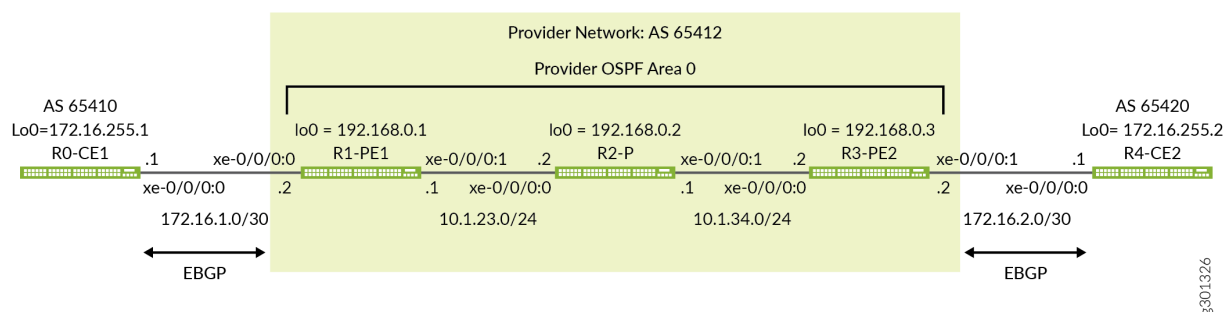 Provider Network: AS 65412
Provider OSPF Area 0
AS 65410
Lo0=172.16.255.1
R0-CE1
lo0 = 192.168.0.1
R1-PE1
lo0 = 192.168.0.2
R2-P
lo0 = 192.168.0.3
R3-PE2
AS 65420
Lo0= 172.16.255.2
R4-CE2
.1
xe-0/0/0:0
xe-0/0/0:1
.2
xe-0/0/0:1
.2
xe-0/0/0:1
.1
xe-0/0/0:0
.2
.1
xe-0/0/0:0
.1
xe-0/0/0:0
.2
xe-0/0/0:0
172.16.1.0/30
10.1.23.0/24
10.1.34.0/24
172.16.2.0/30
EBGP
EBGP
g301326